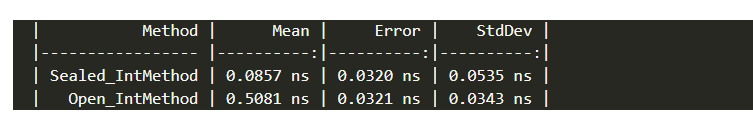 |            Method |      Mean |     Error |    StdDev |
|------------------ |----------:|----------:|----------:|
| Sealed_IntMethod | 0.0857 ns | 0.0320 ns | 0.0535 ns |
|   Open_IntMethod | 0.5081 ns | 0.0321 ns | 0.0343 ns |